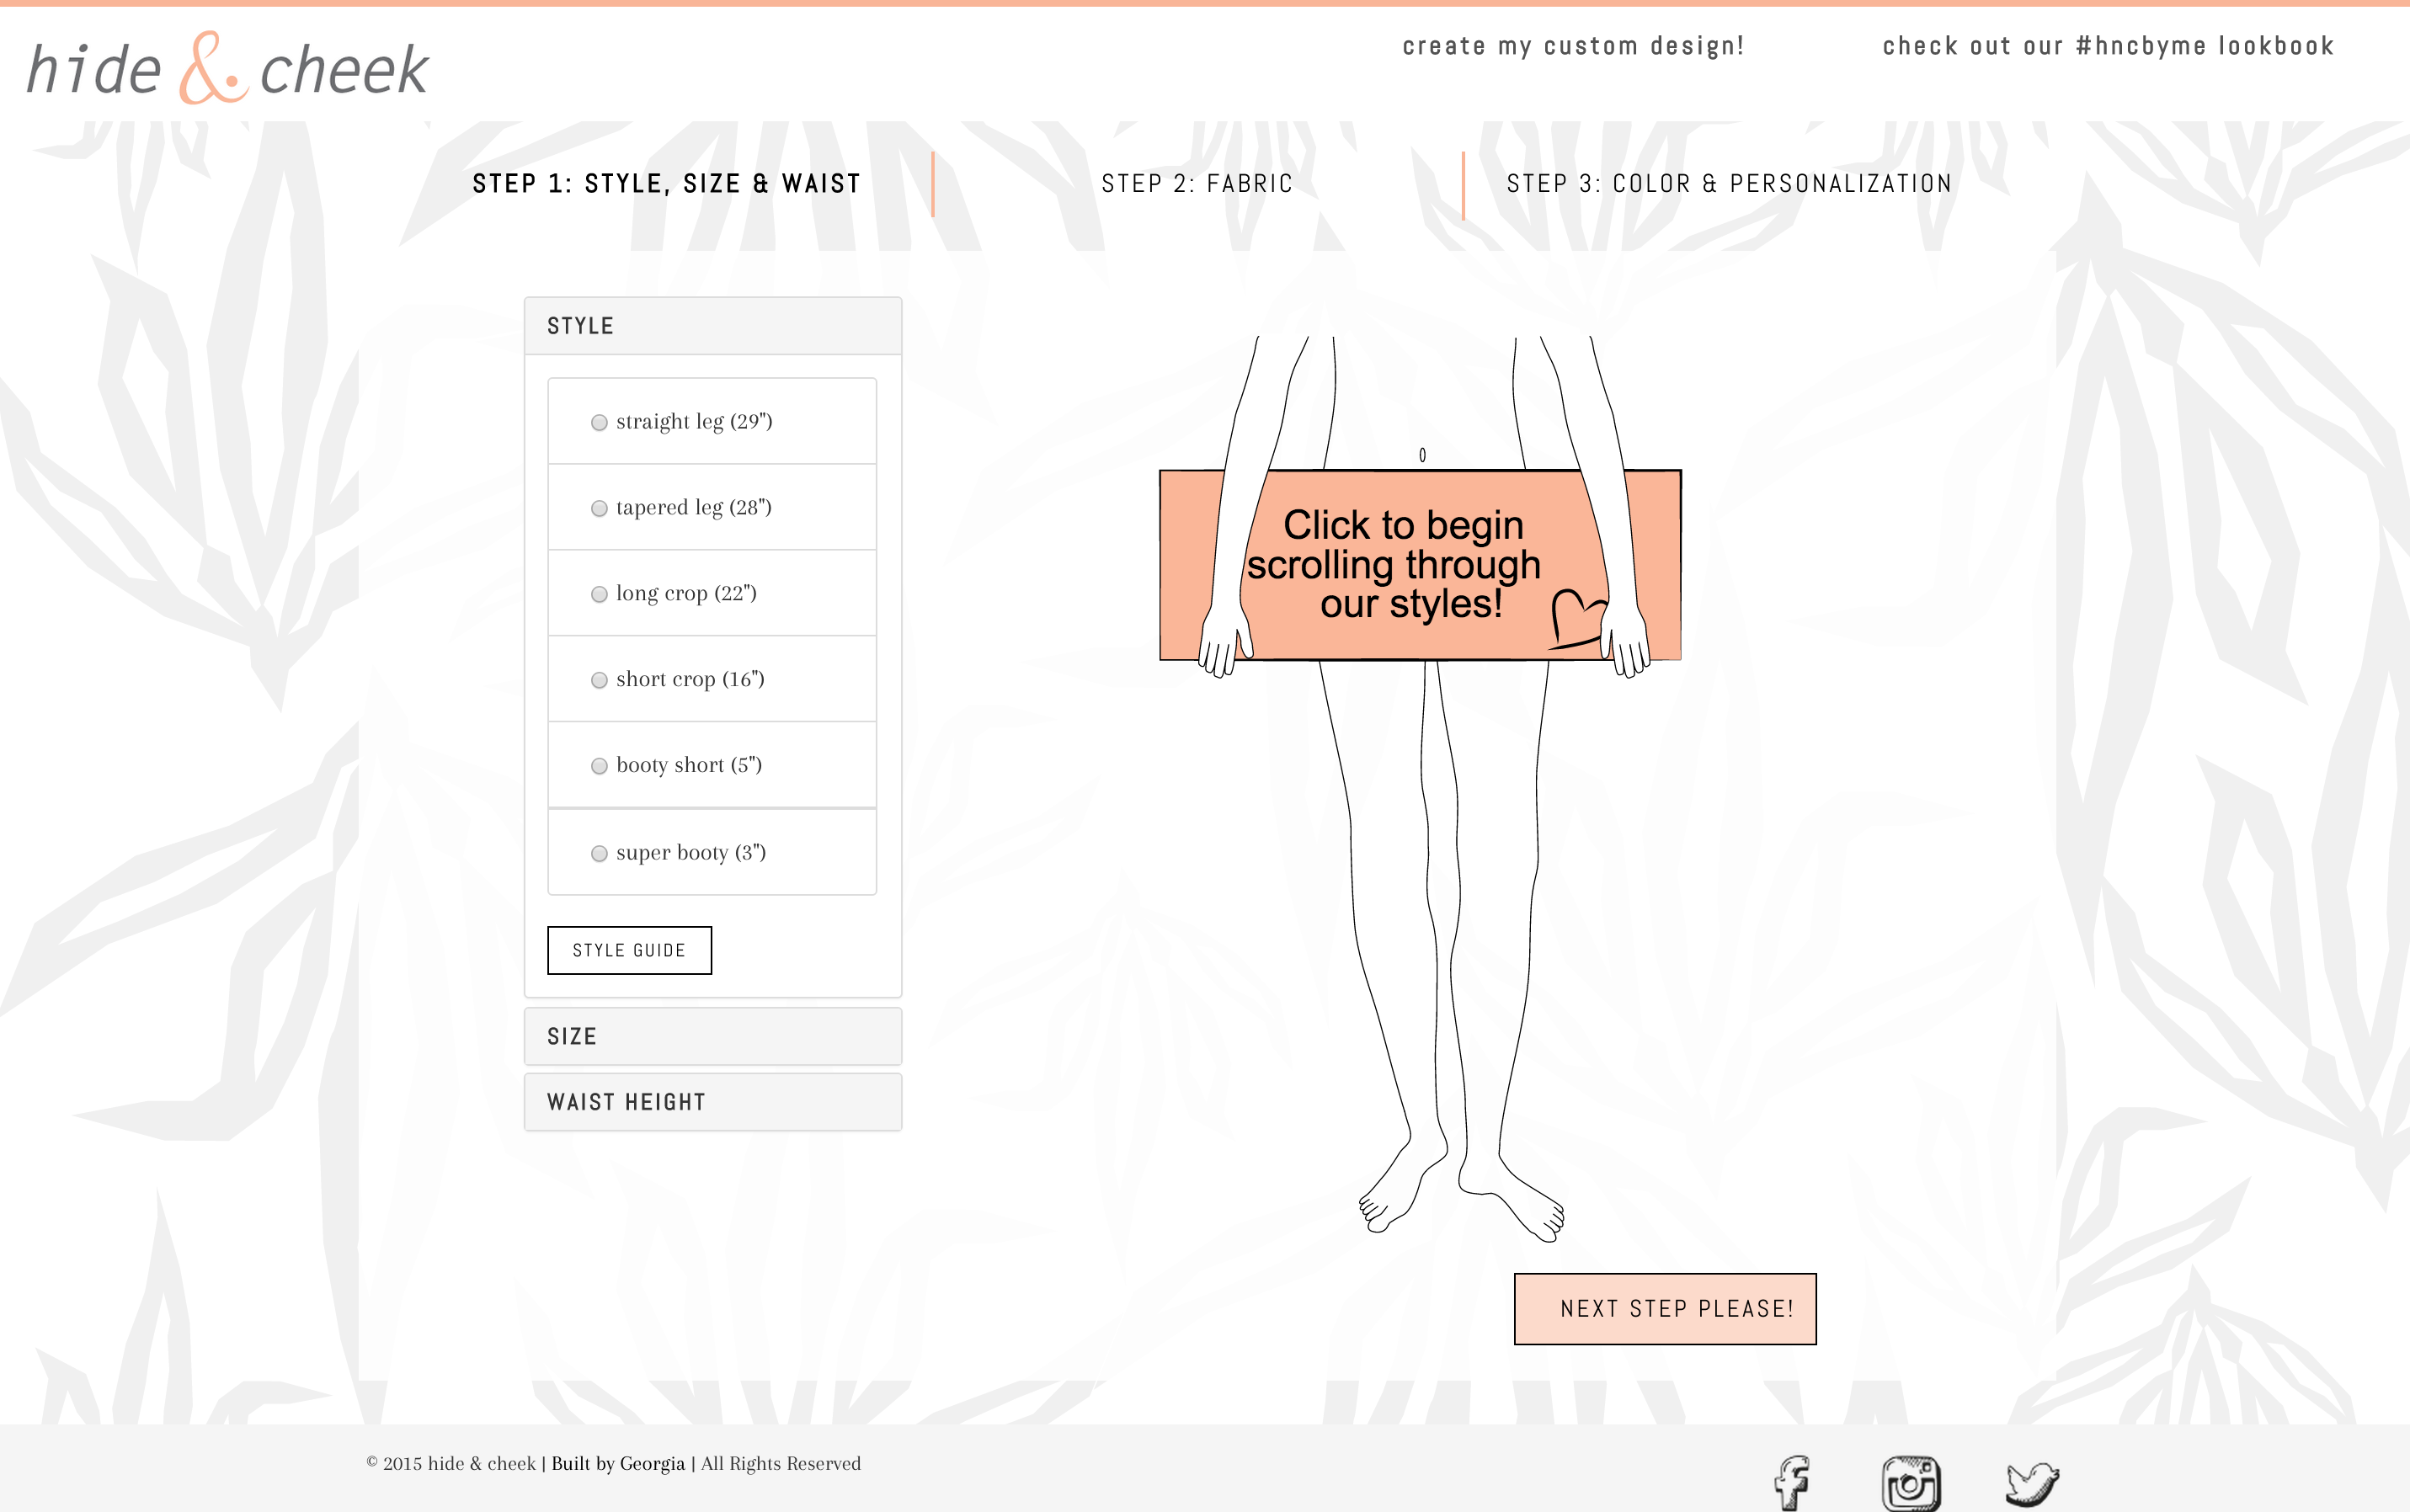 hide & cheek
create my custom design!
check out our #hncbyme lookbook
STEP 1: STYLE, SIZE & WAIST
STEP 2: FABRIC
STEP 3: COLOR & PERSONALIZATION
STYLE
straight leg (29")
tapered leg (28")
long crop (22")
short crop (16")
booty short (5")
super booty (3")
STYLE GUIDE
SIZE
WAIST HEIGHT
Click to begin
scrolling through
our styles!
NEXT STEP PLEASE!
© 2015 hide & cheek | Built by Georgia | All Rights Reserved